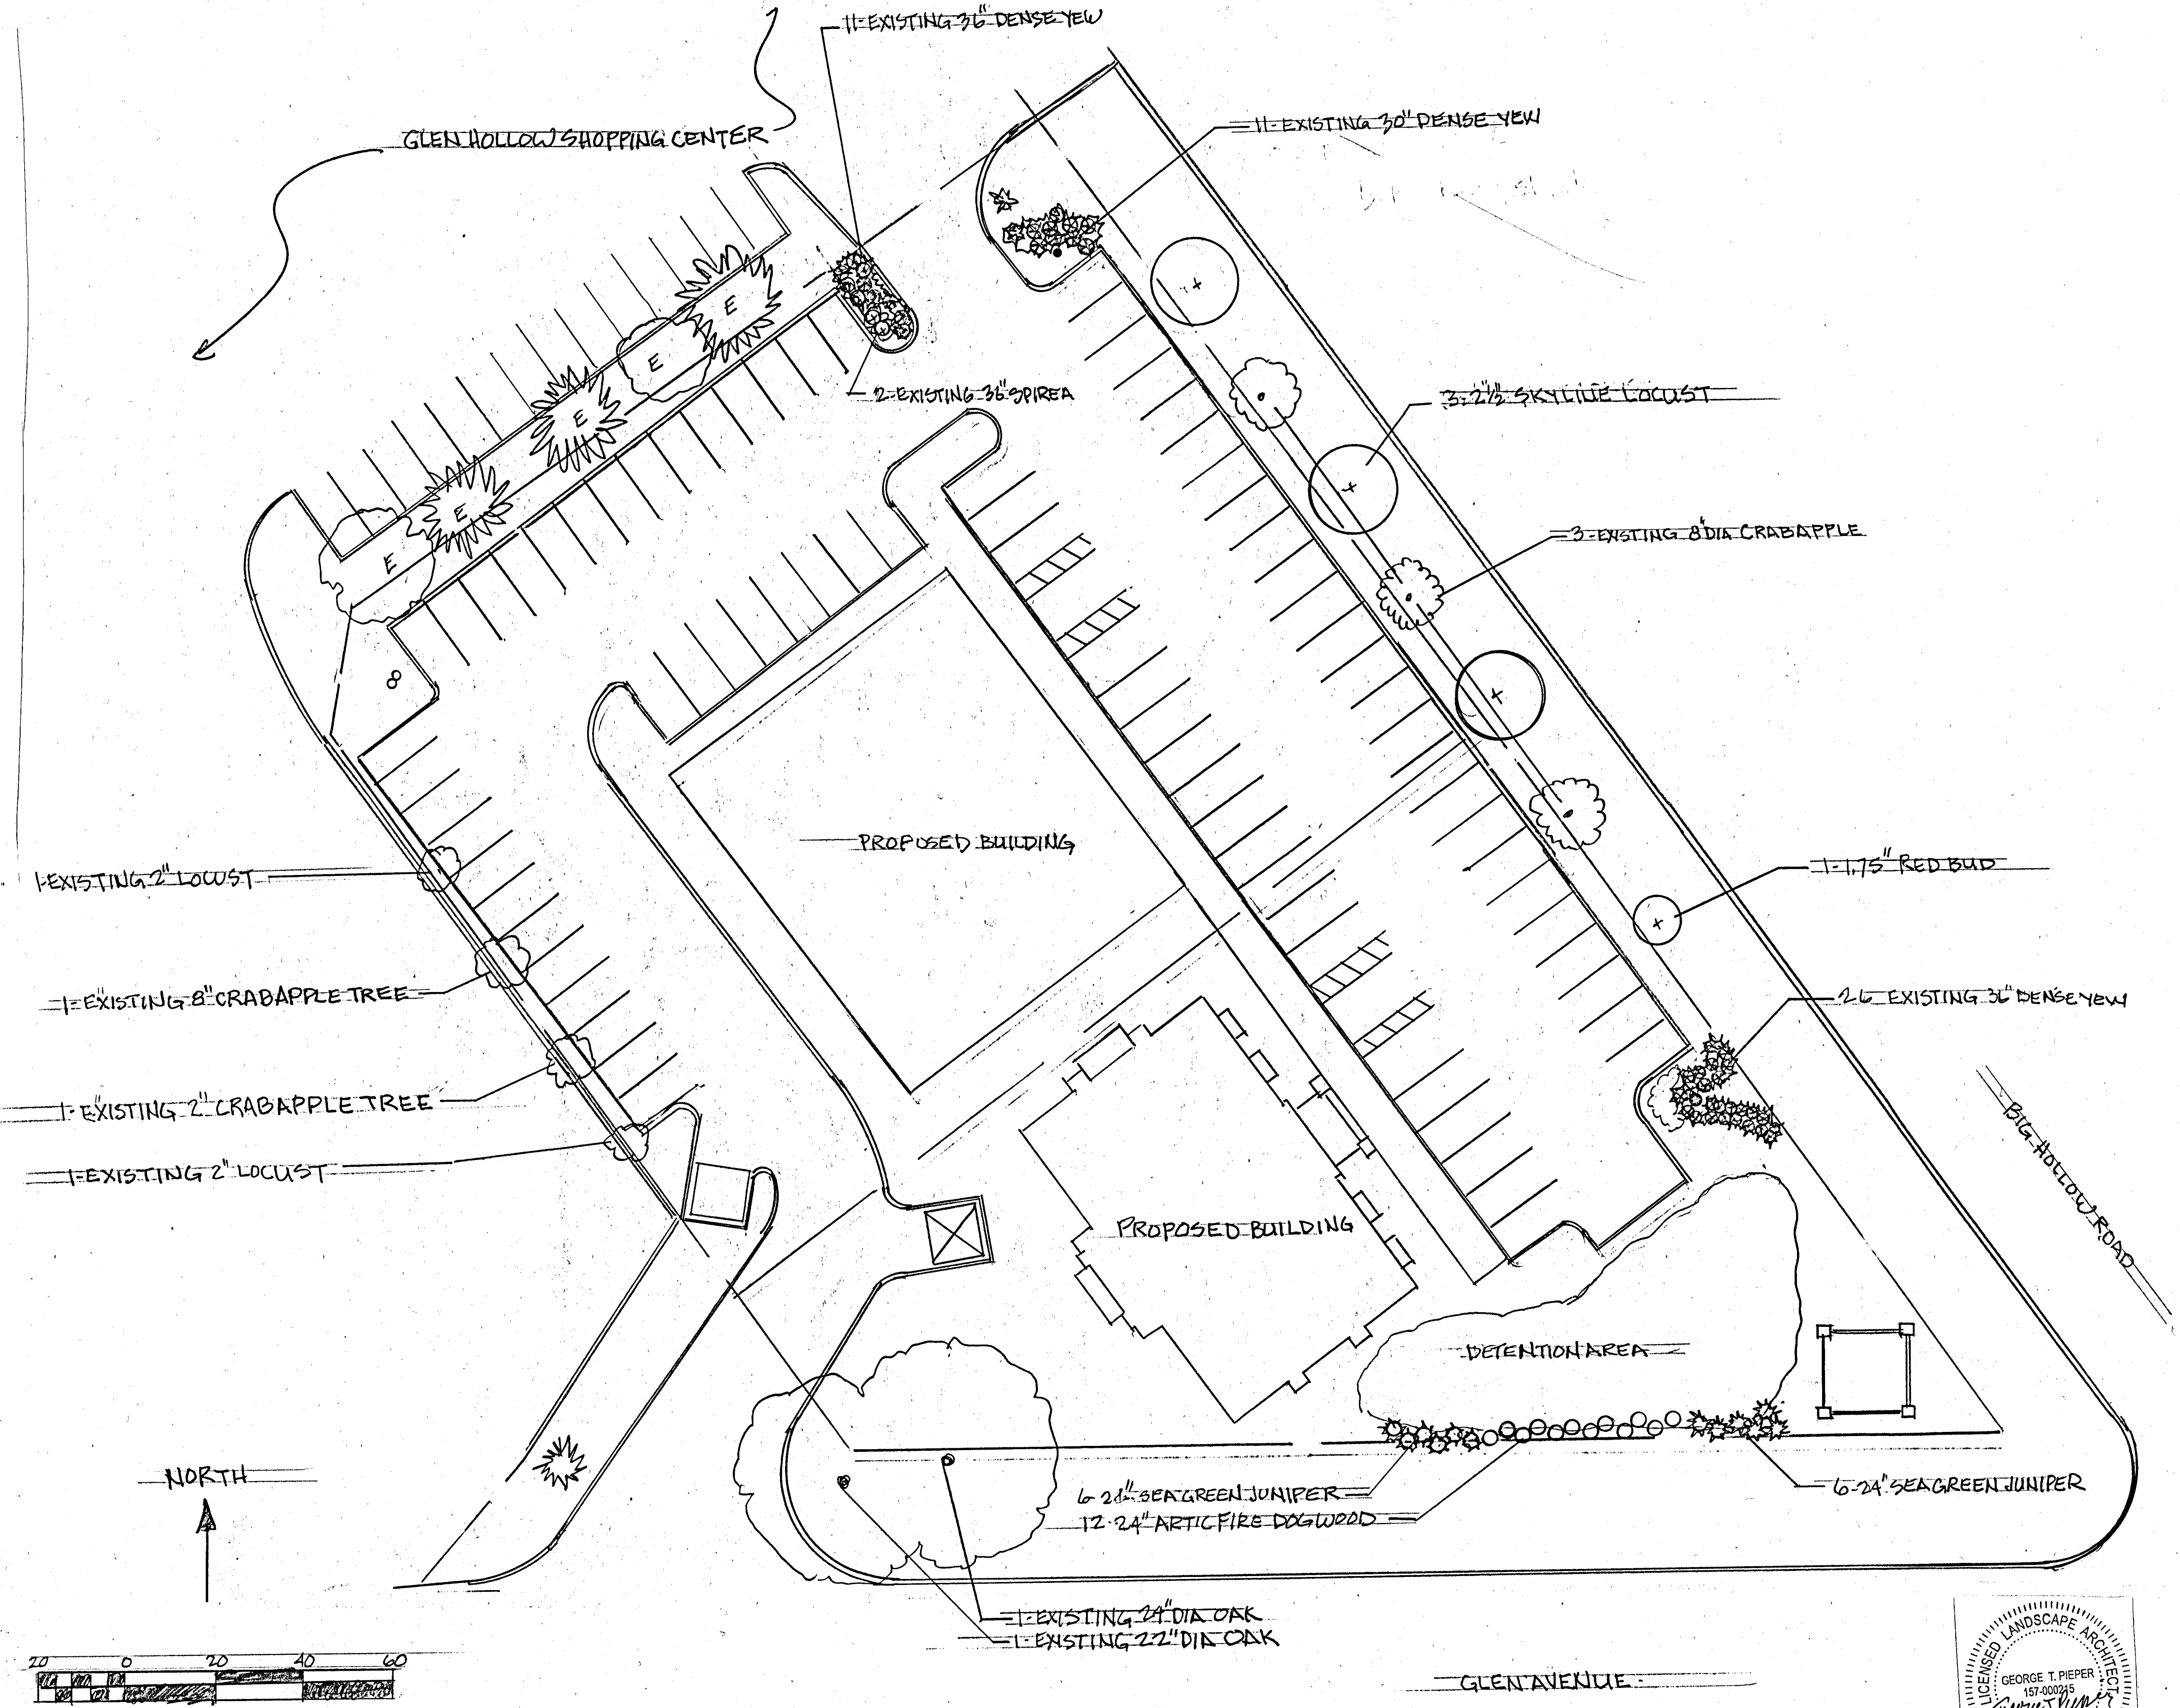 11-EXISTING 36" DENSE YEW
GLEN HOLLOW SHOPPING CENTER
11-EXISTING 30" DENSE YEW
2-EXISTING 36" SPIREA
3-2½" SKYLINE LOCUST
3-EXISTING 8" DIA CRABAPPLE
E
E
E
E
E
PROPOSED BUILDING
1-EXISTING 2" LOCUST
1-1.75" RED BUD
1-EXISTING 8" CRABAPPLE TREE
26-EXISTING 36" DENSE YEW
1-EXISTING 2" CRABAPPLE TREE
1-EXISTING 2" LOCUST
BIG HOLLOW ROAD
PROPOSED BUILDING
DETENTION AREA
NORTH
6-24" SEA GREEN JUNIPER
12-24" ARTIC FIRE DOGWOOD
6-24" SEA GREEN JUNIPER
1-EXISTING 24" DIA OAK
1-EXISTING 22" DIA OAK
20 0 20 40 60
GLEN AVENUE
LICENSED LANDSCAPE ARCHITECT
GEORGE T. PIEPER
157-000215